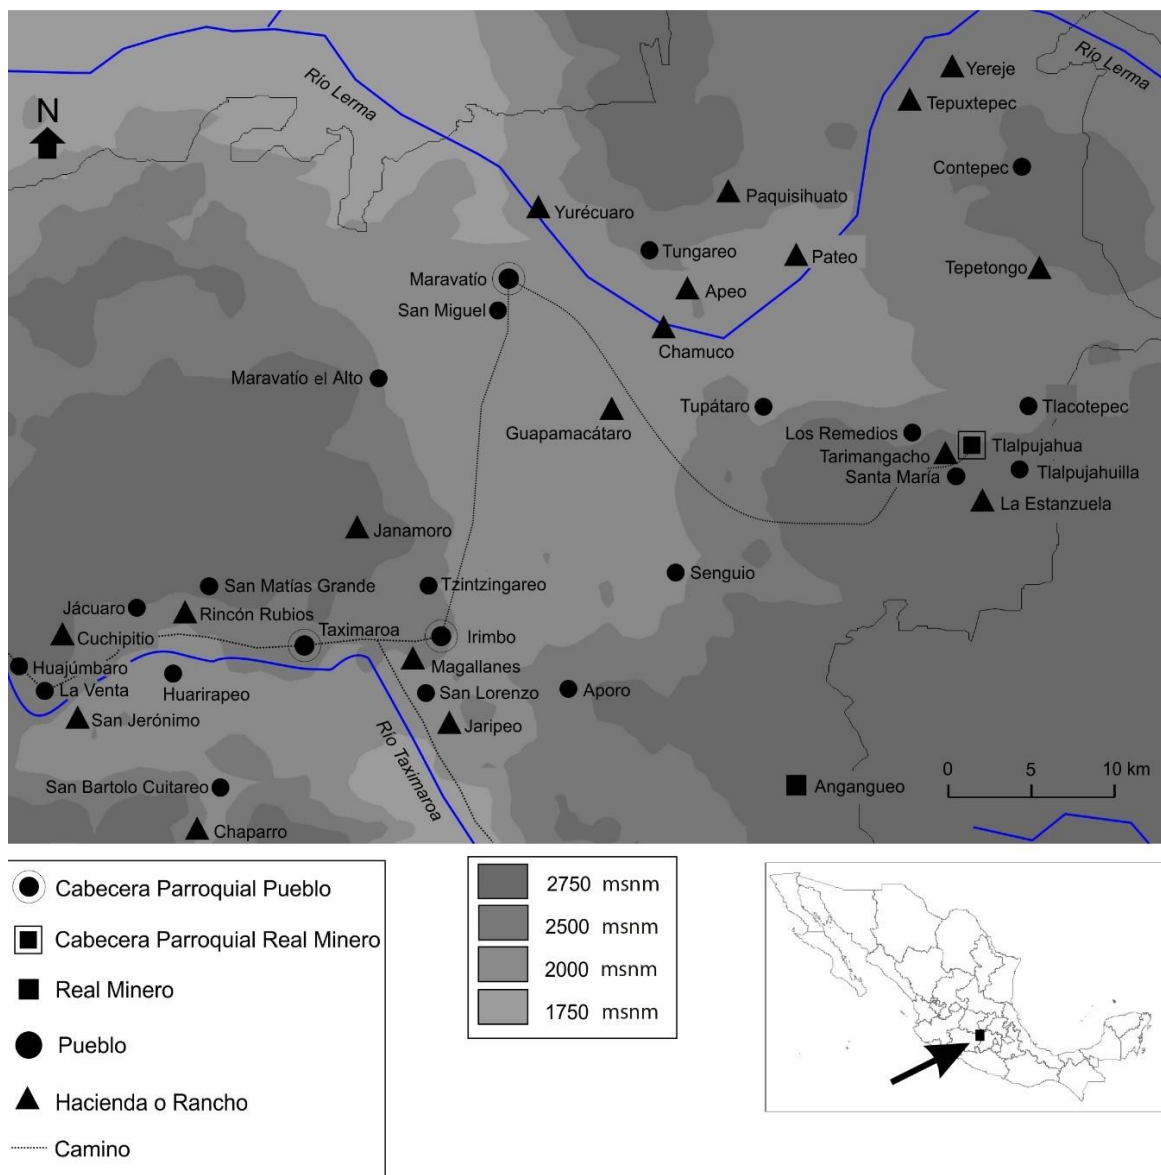 Río Lerma
Río Lerma
N
Yereje
Tepuxtepec
Contepec
Paquisihuato
Yurécuaro
Tungareo
Pateo
Tepetongo
Maravatío
Apeo
San Miguel
Chamuco
Maravatío el Alto
Tupátaro
Tlacotepec
Guapamacátaro
Los Remedios
Tlalpujahua
Tarimangacho
Santa María
Tlalpujahuilla
La Estanzuela
Janamoro
Senguio
San Matías Grande
Tzintzingareo
Jácuaro
Rincón Rubios
Taximaroa
Irimbo
Cuchipitio
Huajúmbaro
Magallanes
La Venta
Huarirapeo
San Lorenzo
Aporo
San Jerónimo
Jaripeo
Río Taximaroa
San Bartolo Cuitareo
Angangueo
0 5 10 km
Chaparro
Cabecera Parroquial Pueblo
Cabecera Parroquial Real Minero
Real Minero
Pueblo
Hacienda o Rancho
Camino
2750 msnm
2500 msnm
2000 msnm
1750 msnm